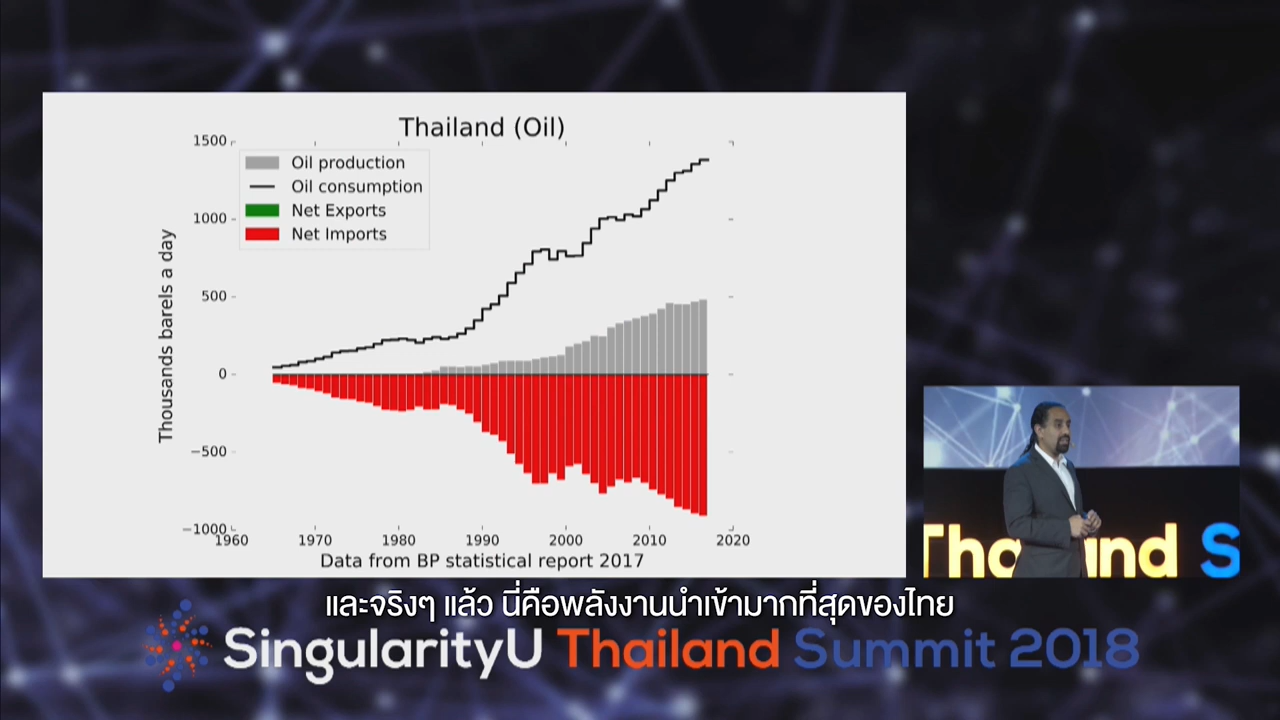 Thailand (Oil)
1500
Oil production
Oil consumption
1000
Net Exports
Net Imports
Thousands barels a day
500
0
−500
−1000
1960 1970 1980 1990 2000 2010 2020
Data from BP statistical report 2017
Thailand S
และจริงๆ แล้ว นี่คือพลังงานนำเข้ามากที่สุดของไทย
SingularityU Thailand Summit 2018